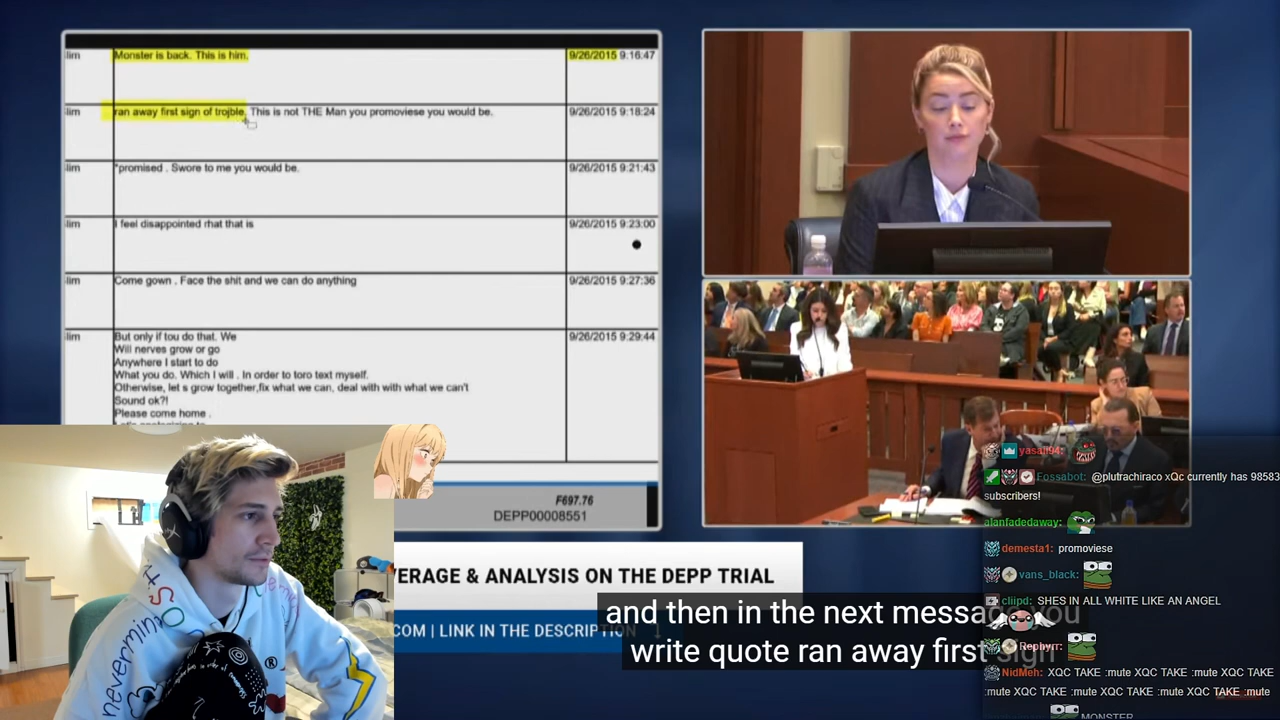 lim
Monster is back. This is him.
9/26/2015 9:16:47
lim
ran away first sign of trojble. This is not THE Man you promoviese you would be.
9/26/2015 9:18:24
lim
*promised . Swore to me you would be.
9/26/2015 9:21:43
lim
I feel disappointed rhat that is
9/26/2015 9:23:00
lim
Come gown . Face the shit and we can do anything
9/26/2015 9:27:36
lim
But only if tou do that. We
9/26/2015 9:29:44
Will nerves grow or go
Anywhere I start to do
What you do. Which I will . In order to toro text myself.
Otherwise, let s grow together,fix what we can, deal with with what we can't
Sound ok?!
Please come home .
F697.76
DEPP00008551
ERAGE & ANALYSIS ON THE DEPP TRIAL
COM | LINK IN THE DESCRIPTION
and then in the next message you
write quote ran away first sign
yasall94:
Fossabot: @plutrachiraco xQc currently has 98583
subscribers!
alanfadedaway:
demesta1: promoviese
vans_black:
cliipd: SHES IN ALL WHITE LIKE AN ANGEL
Rephyrr:
NidMeh: XQC TAKE :mute XQC TAKE :mute XQC TAKE
:mute XQC TAKE :mute XQC TAKE :mute XQC TAKE :mute
MONSTER
nevermind
®